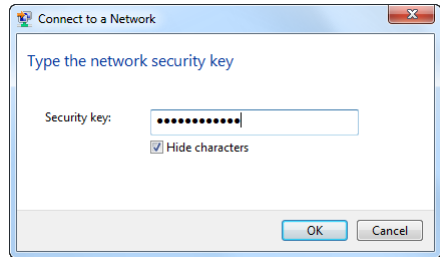 Connect to a Network
Type the network security key
Security key: ••••••••••••
Hide characters
OK Cancel